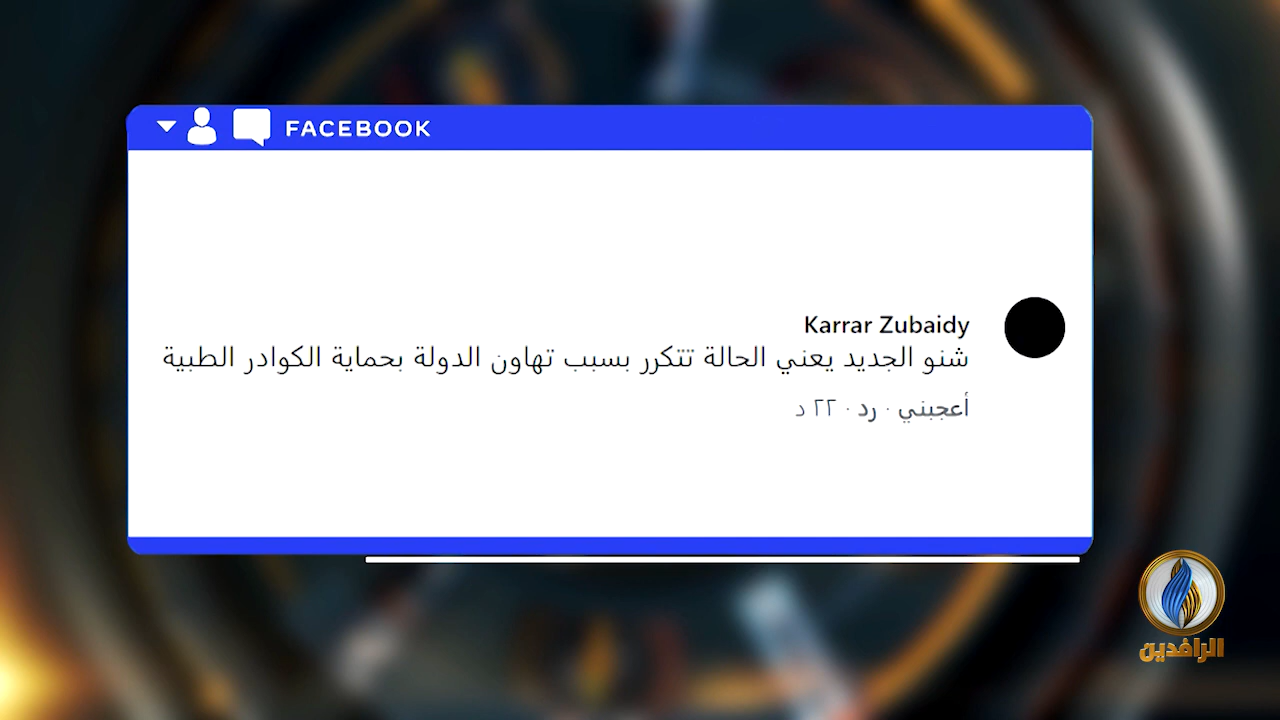 FACEBOOK
Karrar Zubaidy
شنو الجديد يعني الحالة تتكرر بسبب تهاون الدولة بحماية الكوادر الطبية
أعجبني · رد · ٢٢ د
الرافدين